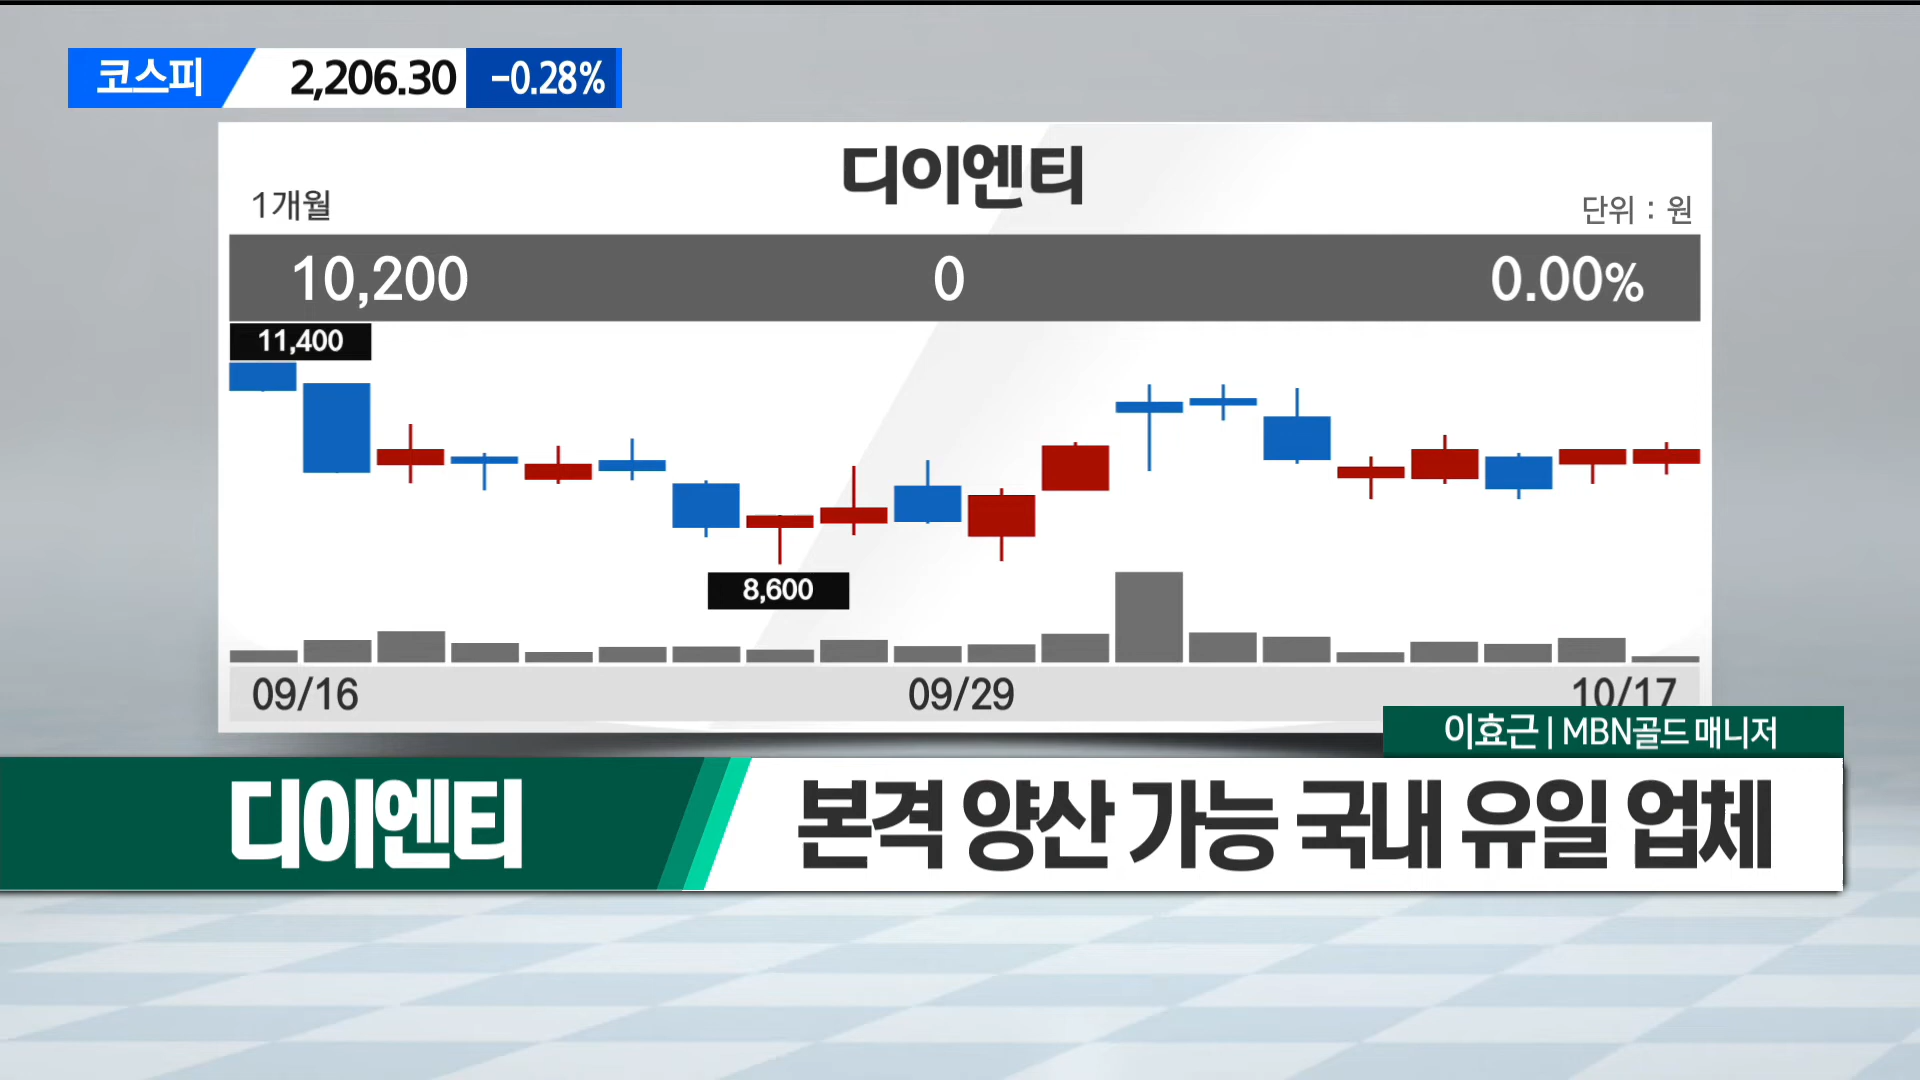 코스피 2,206.30 -0.28%
디이엔티
1개월
단위 : 원
10,200 0 0.00%
11,400
8,600
09/16 09/29 10/17
이효근 | MBN골드 매니저
디이엔티
본격 양산 가능 국내 유일 업체